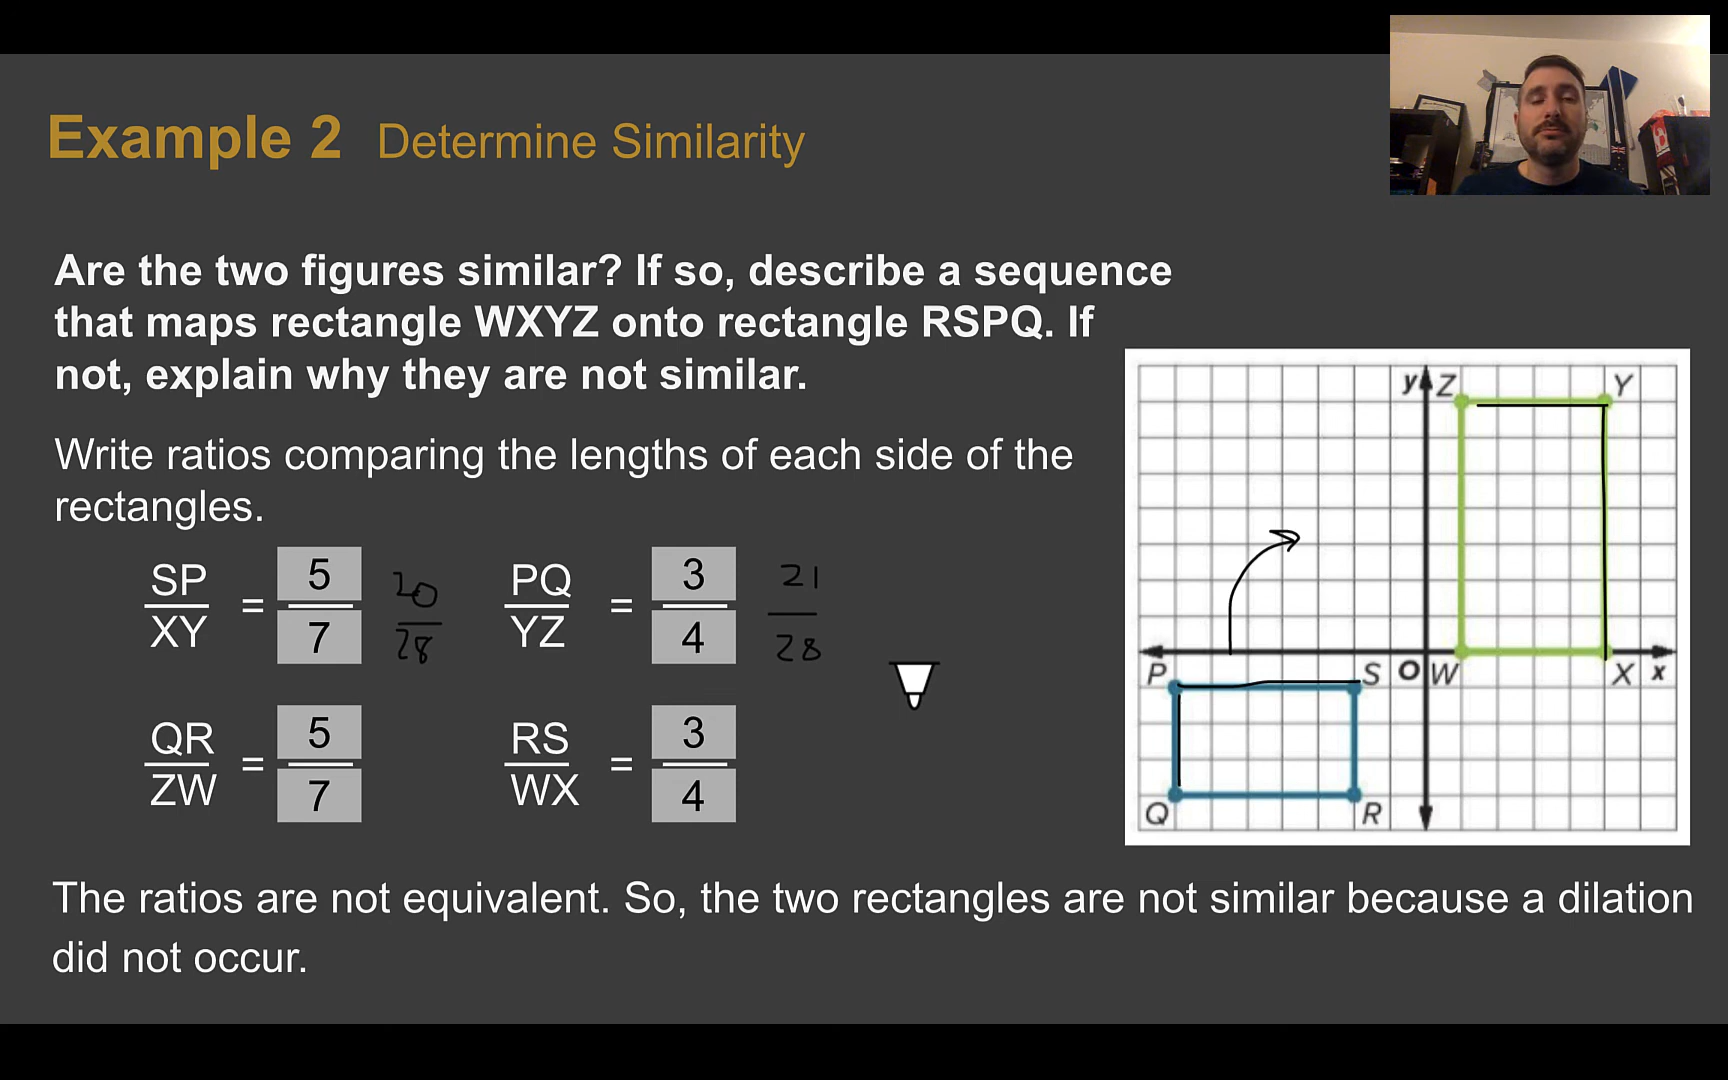 Example 2 Determine Similarity
Are the two figures similar? If so, describe a sequence
that maps rectangle WXYZ onto rectangle RSPQ. If
not, explain why they are not similar.
Write ratios comparing the lengths of each side of the
rectangles.
SP/XY = 5/7 20/28 PQ/YZ = 3/4 21/28
QR/ZW = 5/7 RS/WX = 3/4
y Z Y
P S O W X x
Q R
The ratios are not equivalent. So, the two rectangles are not similar because a dilation
did not occur.